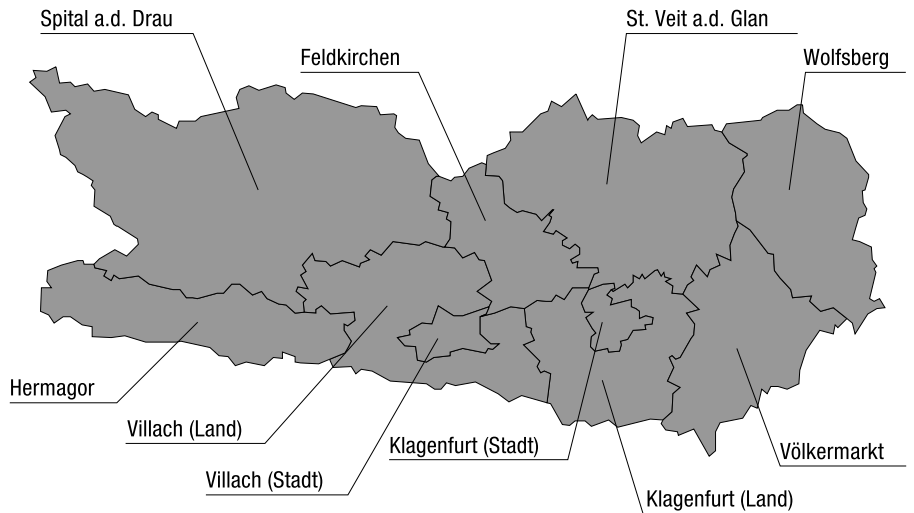 Spital a.d. Drau
St. Veit a.d. Glan
Feldkirchen
Wolfsberg
Hermagor
Villach (Land)
Klagenfurt (Stadt)
Völkermarkt
Villach (Stadt)
Klagenfurt (Land)